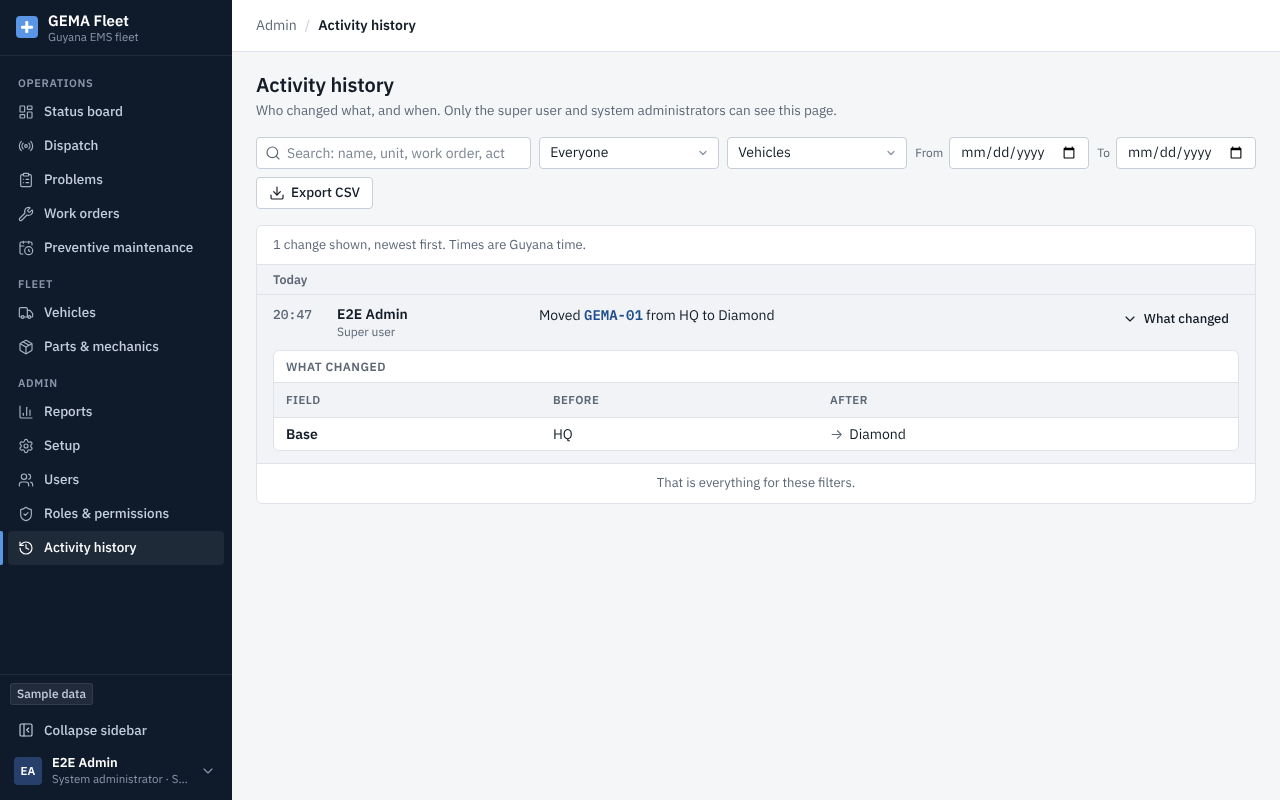 GEMA Fleet
Guyana EMS fleet
OPERATIONS
Status board
Dispatch
Problems
Work orders
Preventive maintenance
FLEET
Vehicles
Parts & mechanics
ADMIN
Reports
Setup
Users
Roles & permissions
Activity history
Sample data
Collapse sidebar
EA
E2E Admin
System administrator · S...
Admin / Activity history
Activity history
Who changed what, and when. Only the super user and system administrators can see this page.
Search: name, unit, work order, act
Everyone
Vehicles
From mm/dd/yyyy
To mm/dd/yyyy
Export CSV
1 change shown, newest first. Times are Guyana time.
Today
20:47 E2E Admin Moved GEMA-01 from HQ to Diamond What changed
Super user
WHAT CHANGED
FIELD BEFORE AFTER
Base HQ → Diamond
That is everything for these filters.